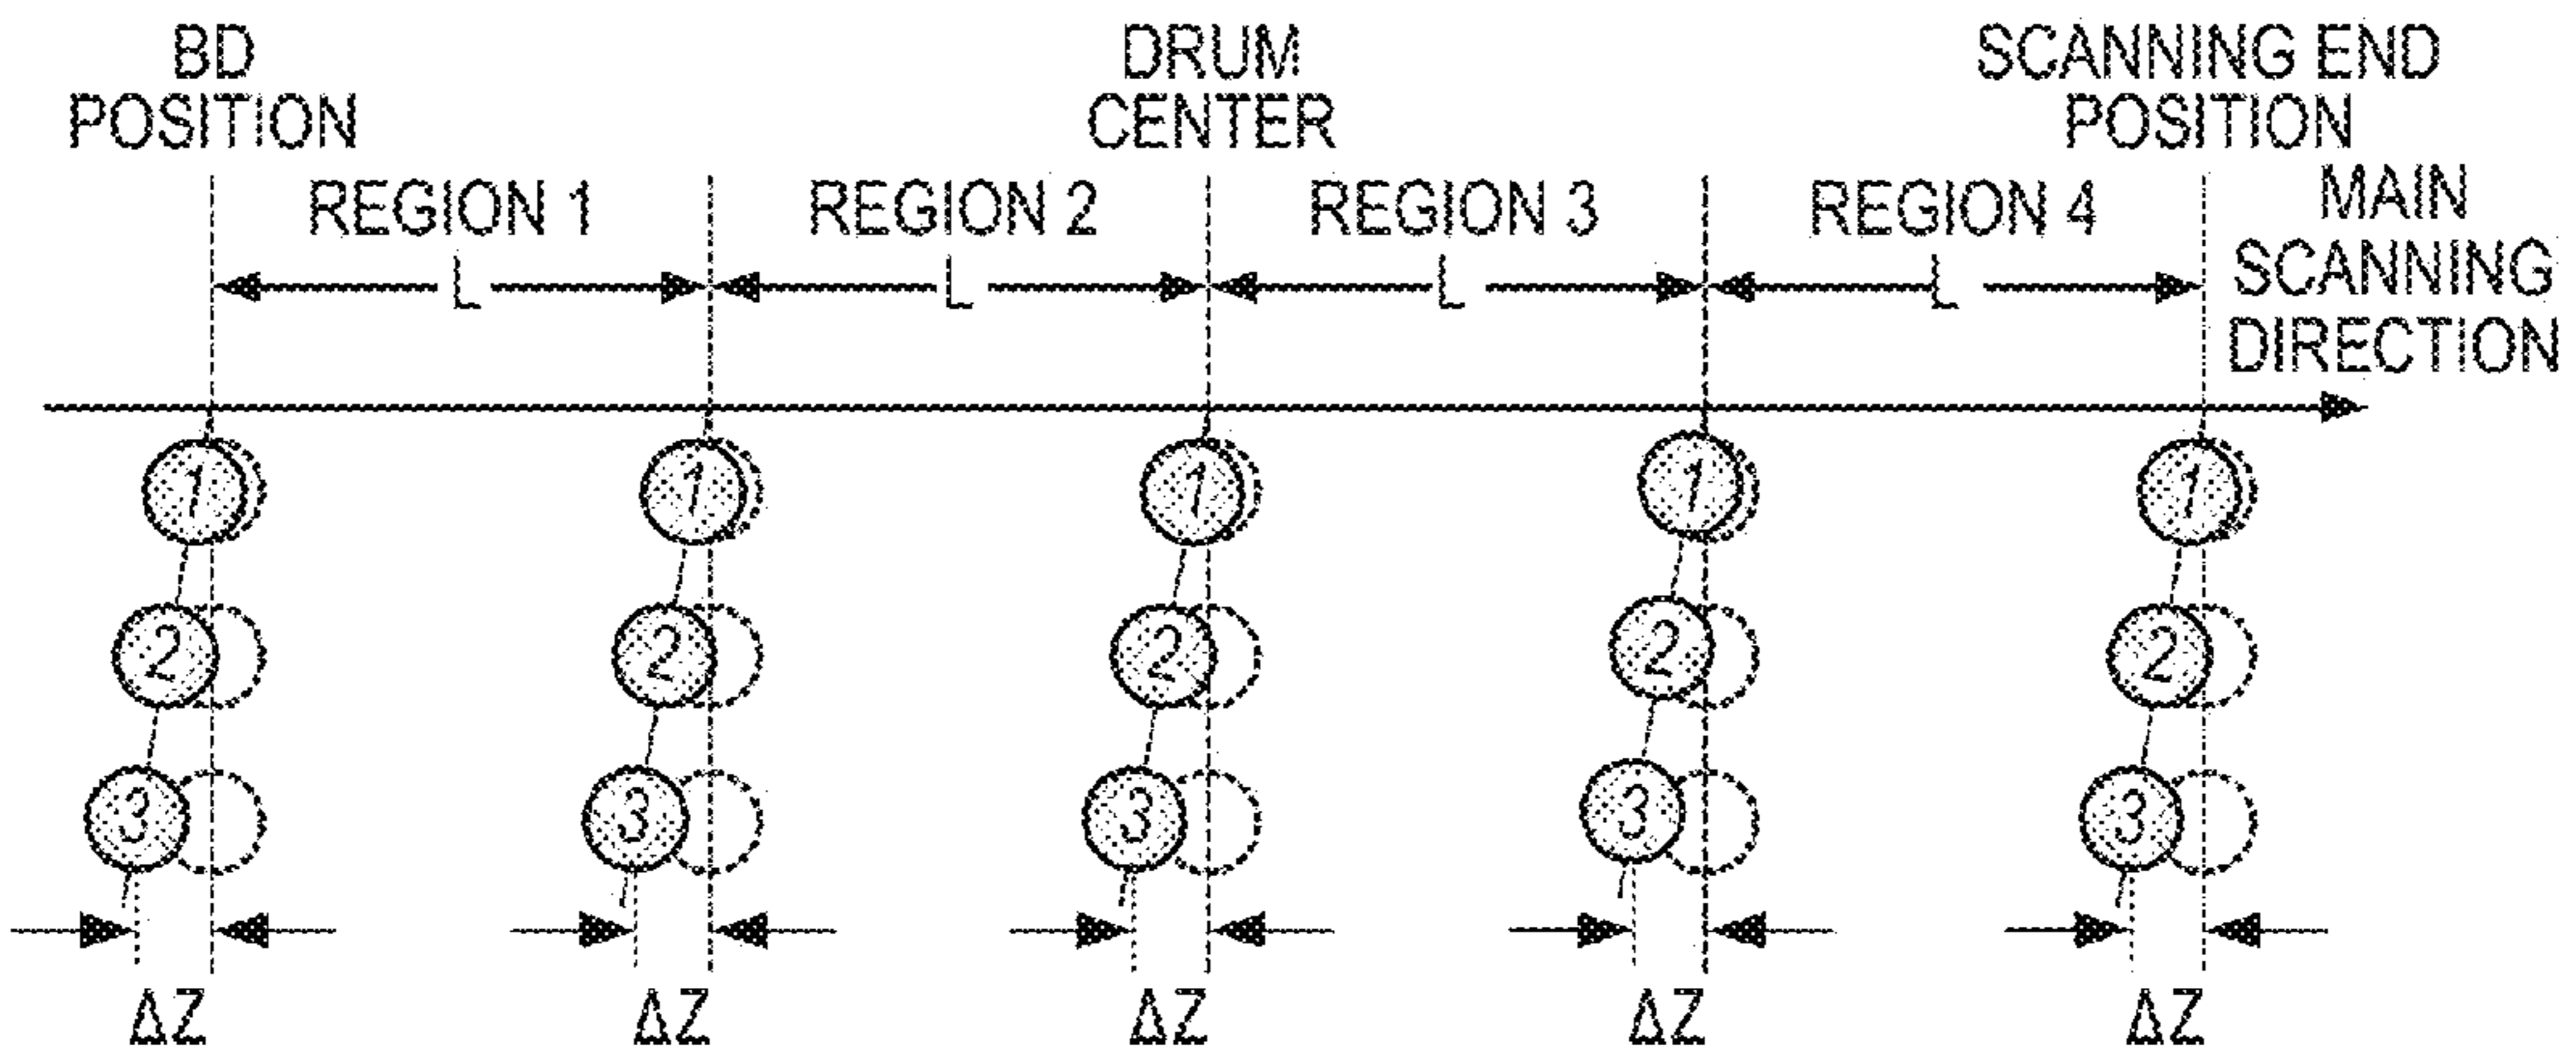 BD
POSITION
DRUM
CENTER
SCANNING END
POSITION
REGION 1
REGION 2
REGION 3
REGION 4
MAIN
SCANNING
DIRECTION
L
L
L
L
1
1
1
1
1
2
2
2
2
2
3
3
3
3
3
ΔZ
ΔZ
ΔZ
ΔZ
ΔZ